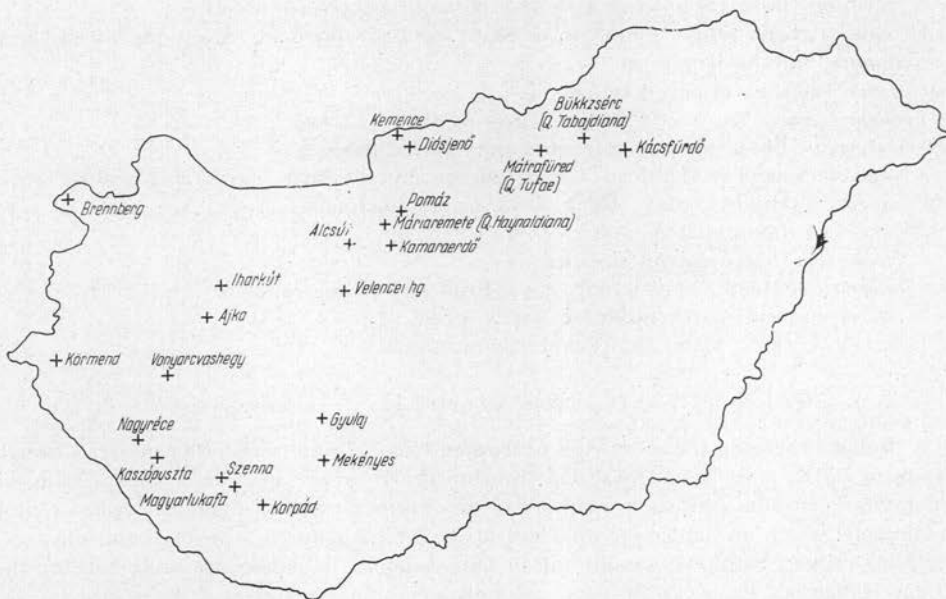 Bükkzsérc
(Q. Tabajdiana)
Kemence
Diósjenő
Mátrafüred
(Q. Tufae)
Kácsfürdő
Brennberg
Pomáz
Máriaremete (Q. Haynaldiana)
Alcsúi
Kamaraerdő
Iharkút
Velencei hg
Ajka
Körmend
Vonyarcvashegy
Gyulaj
Nagyréce
Mekényes
Kaszópuszta
Szenna
Magyarlukafa
Korpád